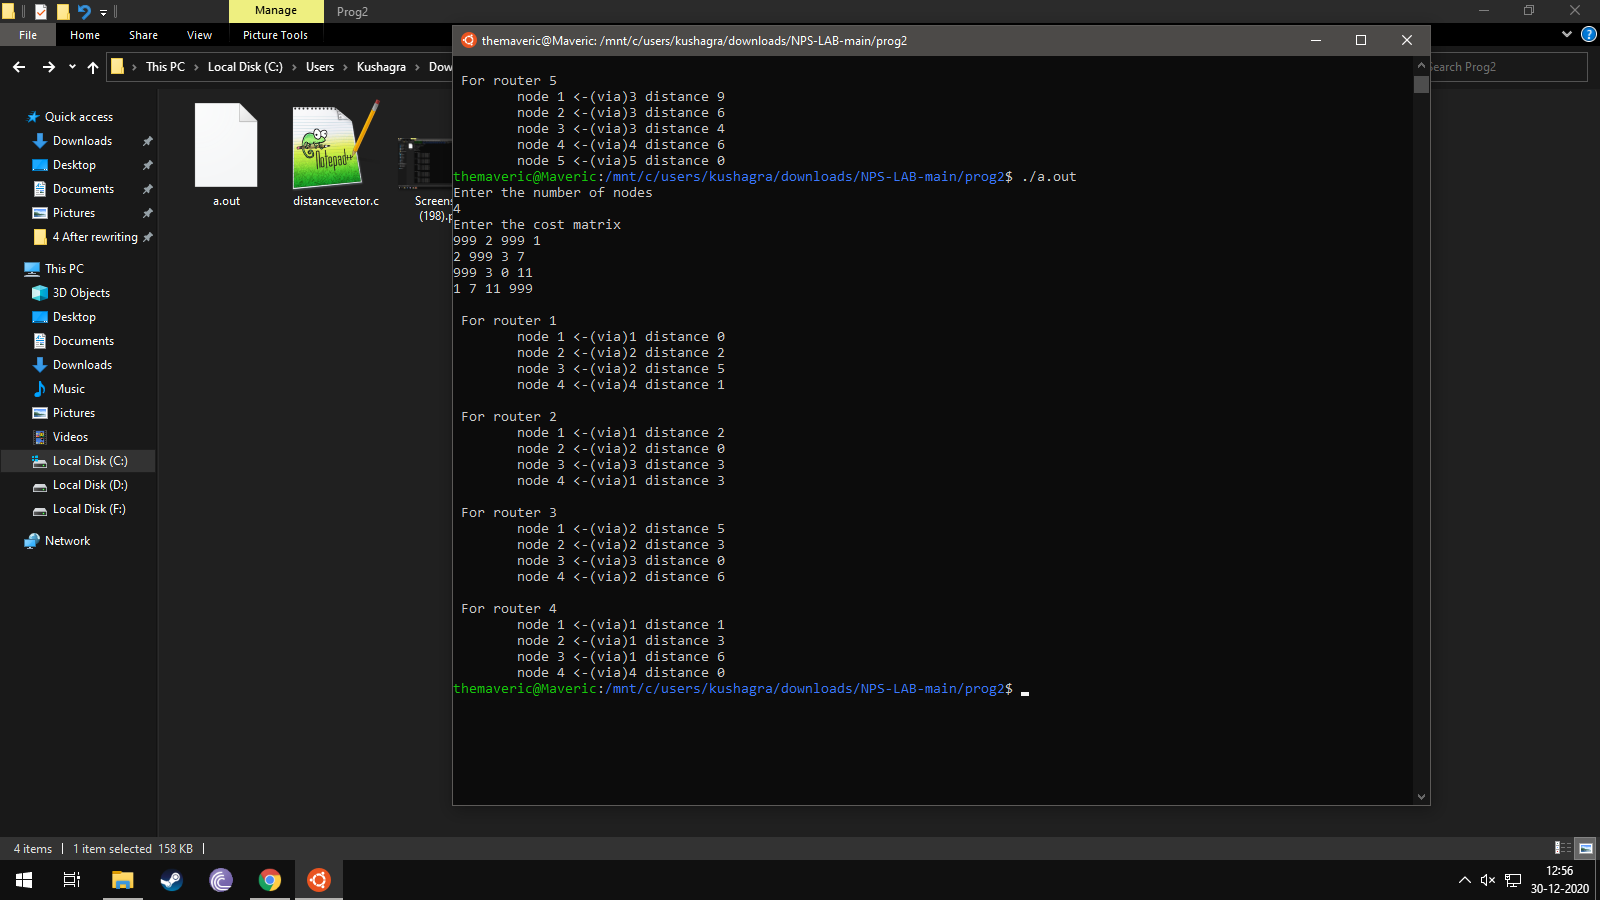 Manage
Prog2
File
Home
Share
View
Picture Tools
This PC
Local Disk (C:)
Users
Kushagra
Dow
Search Prog2
Quick access
Downloads
Desktop
Documents
Pictures
4 After rewriting
This PC
3D Objects
Desktop
Documents
Downloads
Music
Pictures
Videos
Local Disk (C:)
Local Disk (D:)
Local Disk (F:)
Network
a.out
distancevector.c
Notepad++
Screens
(198).p
themaveric@Maveric: /mnt/c/users/kushagra/downloads/NPS-LAB-main/prog2
For router 5
node 1 <-(via)3 distance 9
node 2 <-(via)3 distance 6
node 3 <-(via)3 distance 4
node 4 <-(via)4 distance 6
node 5 <-(via)5 distance 0
themaveric@Maveric:/mnt/c/users/kushagra/downloads/NPS-LAB-main/prog2$ ./a.out
Enter the number of nodes
4
Enter the cost matrix
999 2 999 1
2 999 3 7
999 3 0 11
1 7 11 999
For router 1
node 1 <-(via)1 distance 0
node 2 <-(via)2 distance 2
node 3 <-(via)2 distance 5
node 4 <-(via)4 distance 1
For router 2
node 1 <-(via)1 distance 2
node 2 <-(via)2 distance 0
node 3 <-(via)3 distance 3
node 4 <-(via)1 distance 3
For router 3
node 1 <-(via)2 distance 5
node 2 <-(via)2 distance 3
node 3 <-(via)3 distance 0
node 4 <-(via)2 distance 6
For router 4
node 1 <-(via)1 distance 1
node 2 <-(via)1 distance 3
node 3 <-(via)1 distance 6
node 4 <-(via)4 distance 0
themaveric@Maveric:/mnt/c/users/kushagra/downloads/NPS-LAB-main/prog2$
4 items
1 item selected 158 KB
12:56
30-12-2020